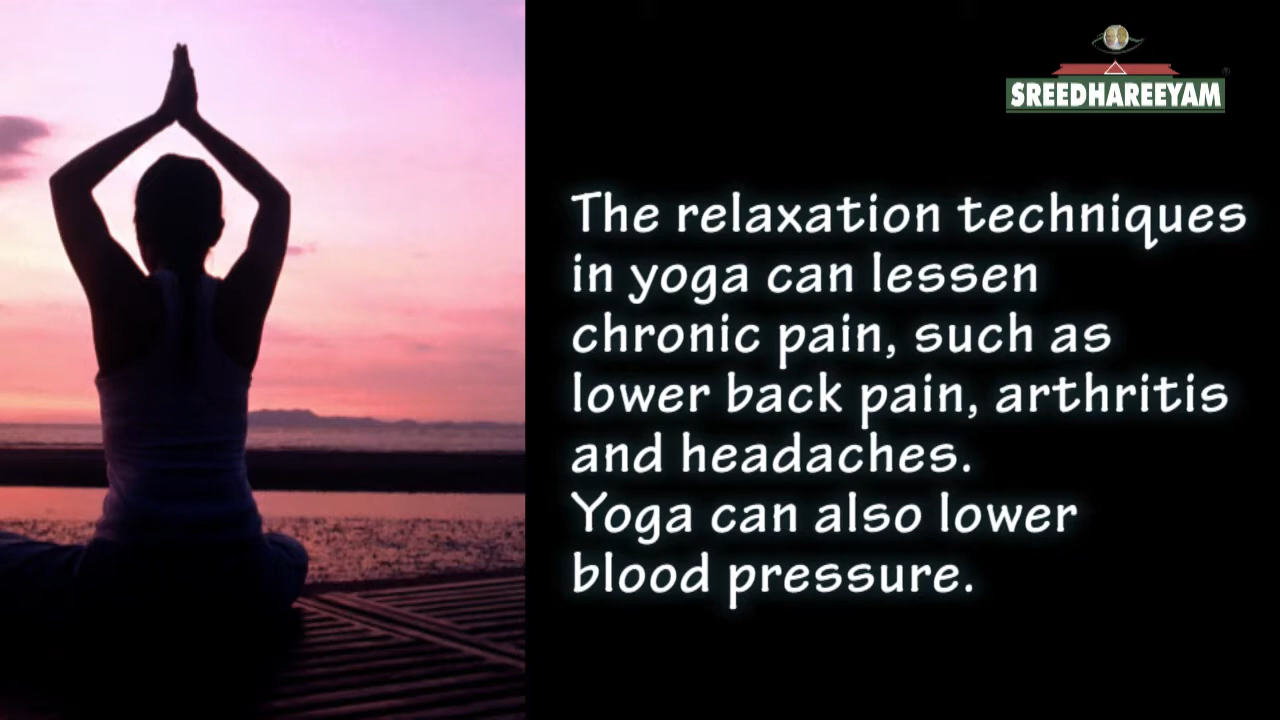 SREEDHAREEYAM
The relaxation techniques
in yoga can lessen
chronic pain, such as
lower back pain, arthritis
and headaches.
Yoga can also lower
blood pressure.